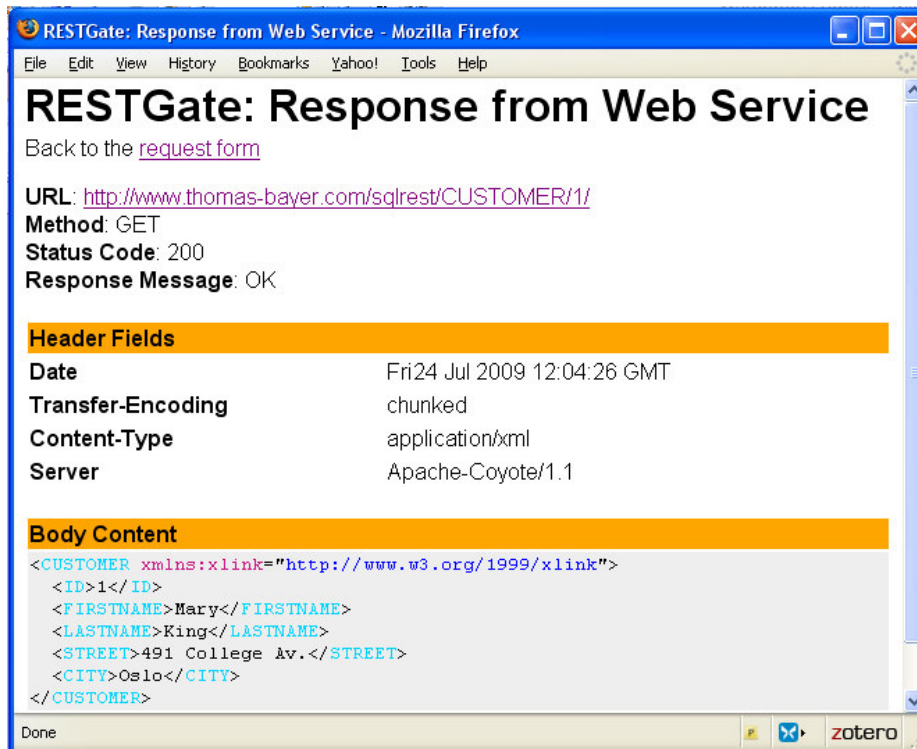 RESTGate: Response from Web Service - Mozilla Firefox
File Edit View History Bookmarks Yahoo! Tools Help
RESTGate: Response from Web Service
Back to the request form
URL: http://www.thomas-bayer.com/sqlrest/CUSTOMER/1/
Method: GET
Status Code: 200
Response Message: OK
Header Fields
Date Fri24 Jul 2009 12:04:26 GMT
Transfer-Encoding chunked
Content-Type application/xml
Server Apache-Coyote/1.1
Body Content
<CUSTOMER xmlns:xlink="http://www.w3.org/1999/xlink">
<ID>1</ID>
<FIRSTNAME>Mary</FIRSTNAME>
<LASTNAME>King</LASTNAME>
<STREET>491 College Av.</STREET>
<CITY>Oslo</CITY>
</CUSTOMER>
Done P zotero